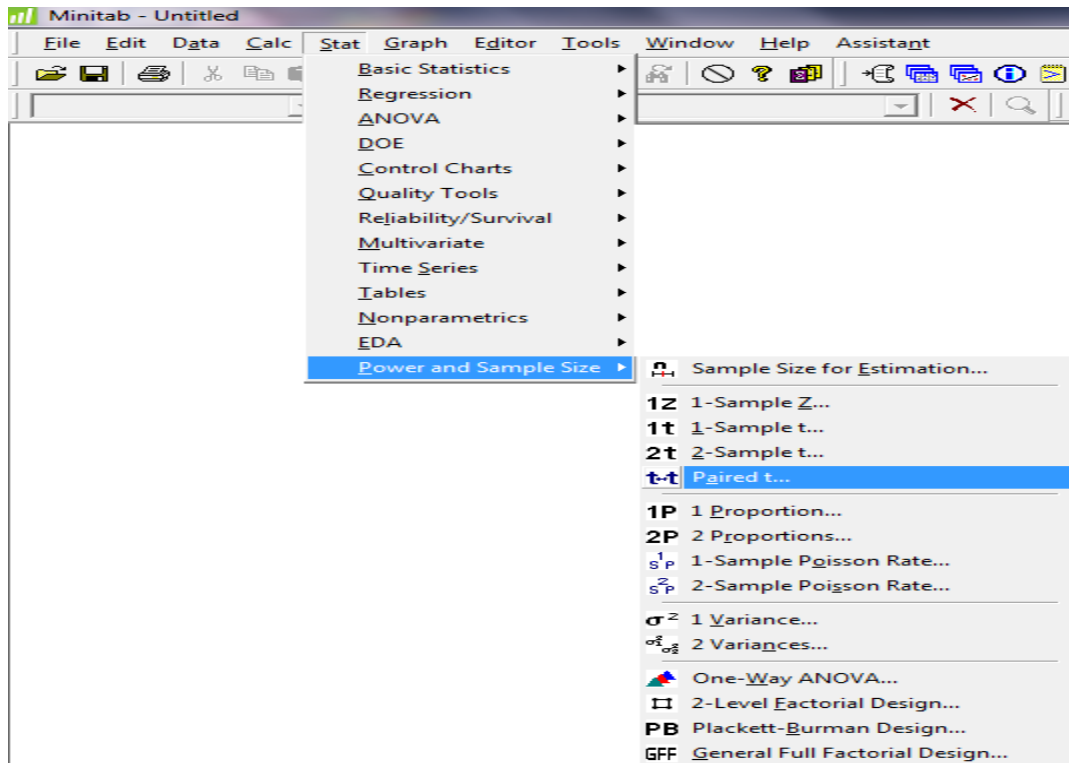 Minitab - Untitled
File Edit Data Calc Stat Graph Editor Tools Window Help Assistant
Basic Statistics
Regression
ANOVA
DOE
Control Charts
Quality Tools
Reliability/Survival
Multivariate
Time Series
Tables
Nonparametrics
EDA
Power and Sample Size
Sample Size for Estimation...
1Z 1-Sample Z...
1t 1-Sample t...
2t 2-Sample t...
t-t Paired t...
1P 1 Proportion...
2P 2 Proportions...
S1P 1-Sample Poisson Rate...
S2P 2-Sample Poisson Rate...
σ² 1 Variance...
2 Variances...
One-Way ANOVA...
2-Level Factorial Design...
PB Plackett-Burman Design...
GFF General Full Factorial Design...